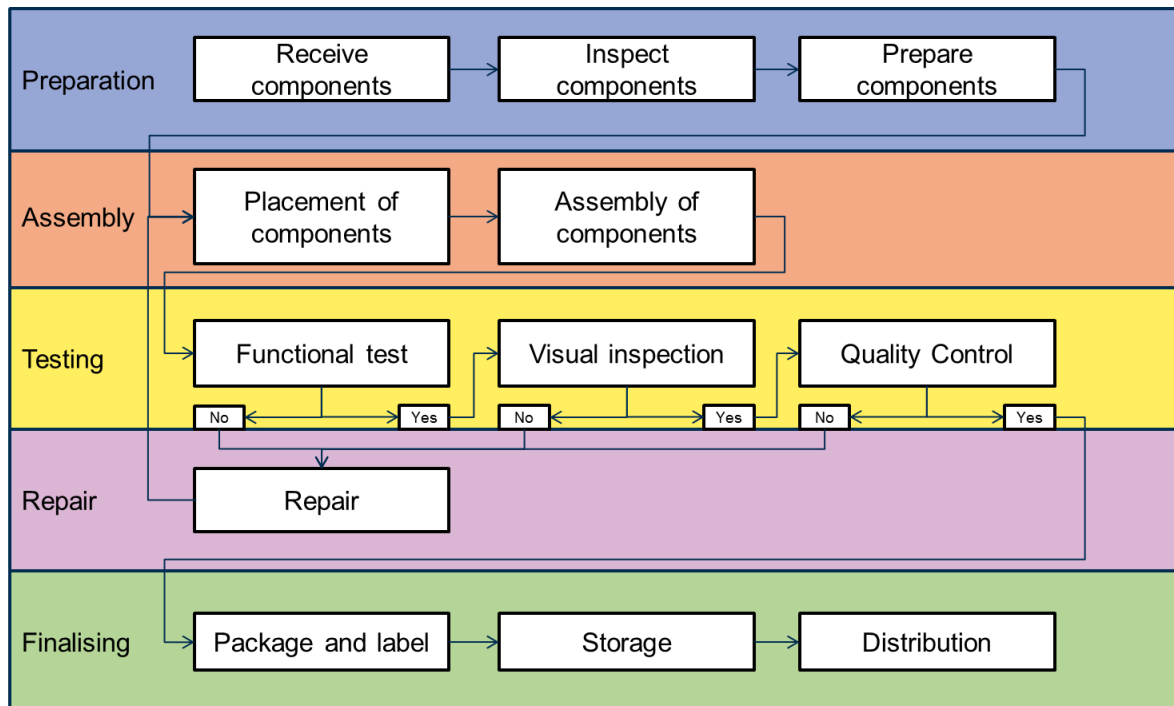 Preparation
Receive
components
Inspect
components
Prepare
components
Assembly
Placement of
components
Assembly of
components
Testing
Functional test
Visual inspection
Quality Control
No
Yes
No
Yes
No
Yes
Repair
Repair
Finalising
Package and label
Storage
Distribution